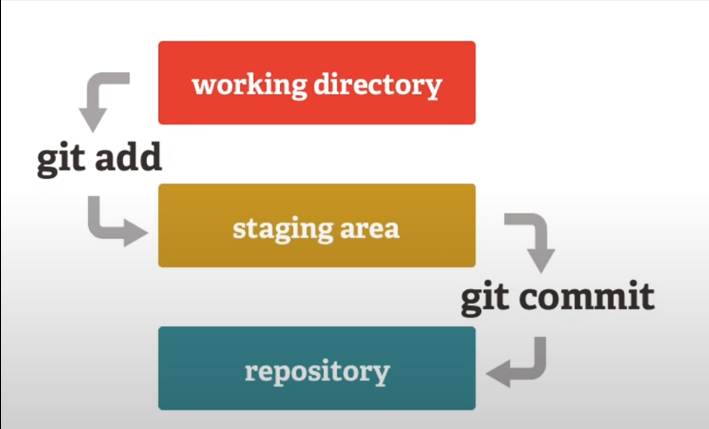 working directory
git add
staging area
git commit
repository